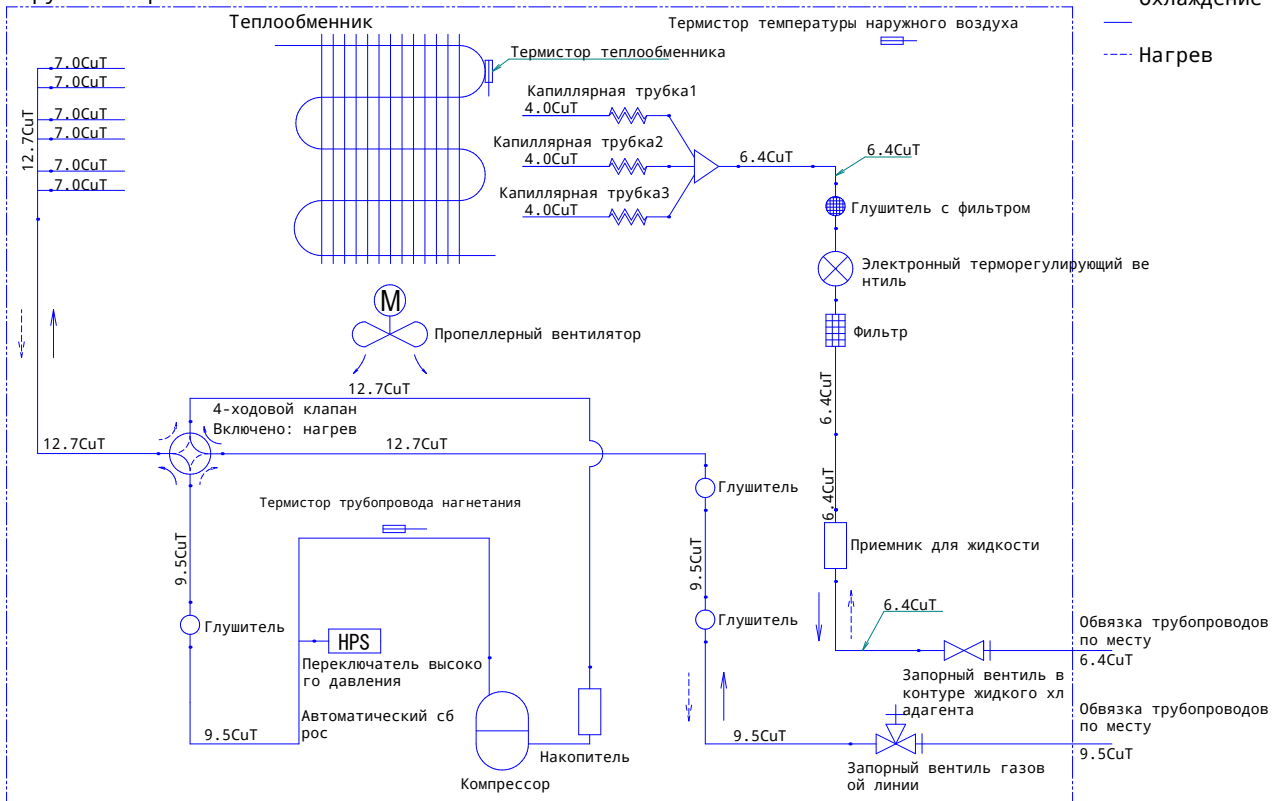 охлаждение
Теплообменник
Термистор температуры наружного воздуха
Нагрев
Термистор теплообменника
7.0CuT
7.0CuT
7.0CuT
7.0CuT
7.0CuT
7.0CuT
12.7CuT
Капиллярная трубка1
4.0CuT
Капиллярная трубка2
4.0CuT
Капиллярная трубка3
4.0CuT
6.4CuT
6.4CuT
Глушитель с фильтром
Электронный терморегулирующий ве
нтиль
Фильтр
M
Пропеллерный вентилятор
12.7CuT
4-ходовой клапан
Включено: нагрев
12.7CuT
12.7CuT
6.4CuT
6.4CuT
Глушитель
Термистор трубопровода нагнетания
Приемник для жидкости
9.5CuT
9.5CuT
6.4CuT
Глушитель
Глушитель
HPS
Переключатель высоко
го давления
Обвязка трубопроводов
по месту
6.4CuT
Запорный вентиль в
контуре жидкого хл
адагента
Автоматический сб
рос
9.5CuT
Накопитель
Компрессор
9.5CuT
Обвязка трубопроводов
по месту
9.5CuT
Запорный вентиль газов
ой линии